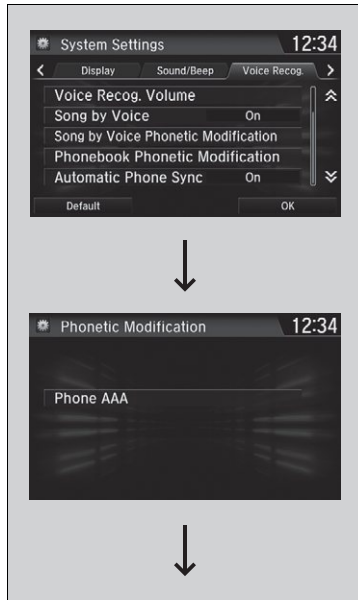 System Settings 12:34
Display Sound/Beep Voice Recog.
Voice Recog. Volume
Song by Voice On
Song by Voice Phonetic Modification
Phonebook Phonetic Modification
Automatic Phone Sync On
Default OK
Phonetic Modification 12:34
Phone AAA